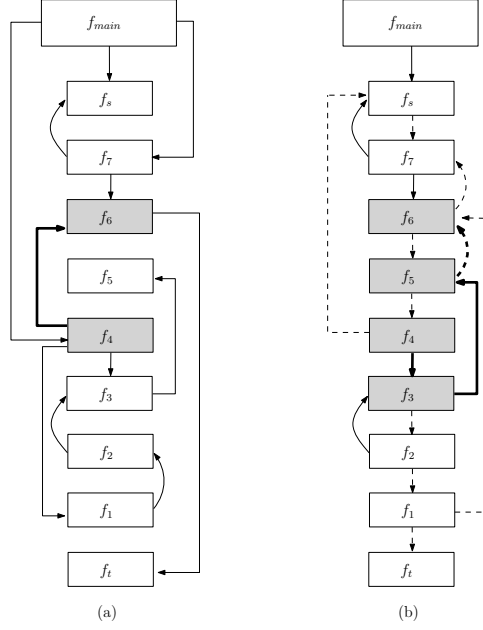 f_main f_main
f_s f_s
f_7 f_7
f_6 f_6
f_5 f_5
f_4 f_4
f_3 f_3
f_2 f_2
f_1 f_1
f_t f_t
(a) (b)